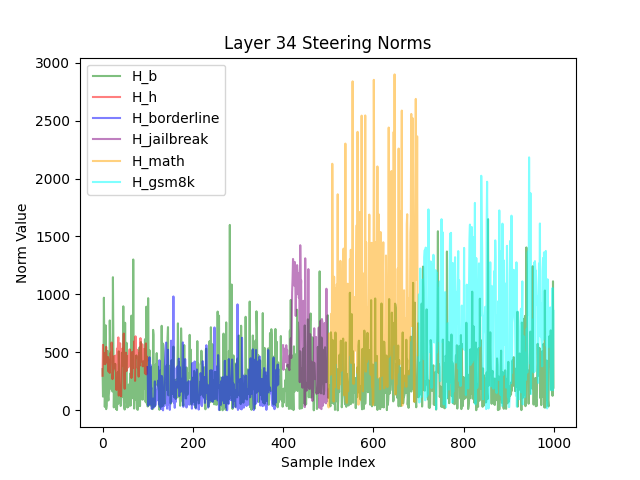 Layer 34 Steering Norms
3000
2500
2000
1500
1000
500
0
Norm Value
H_b
H_h
H_borderline
H_jailbreak
H_math
H_gsm8k
0 200 400 600 800 1000
Sample Index